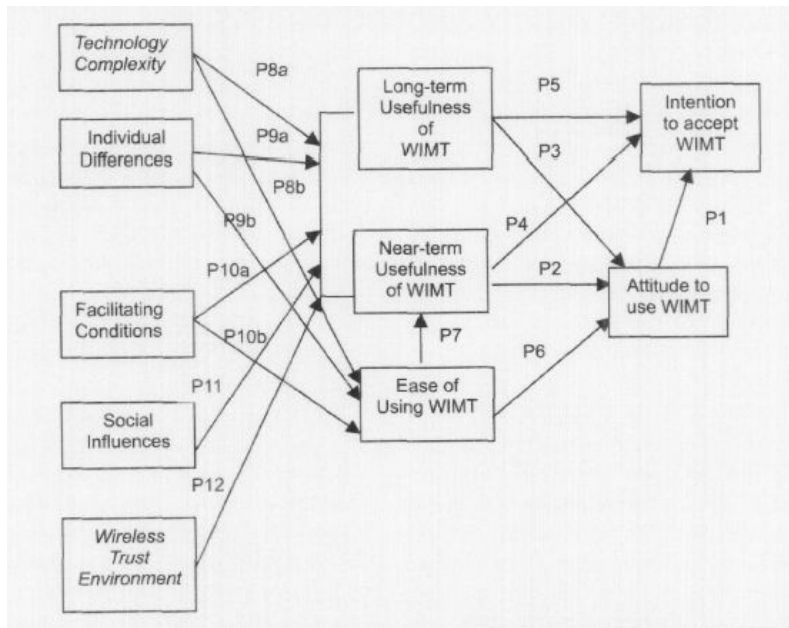 Technology
Complexity
P8a
Individual
Differences
P9a
P8b
P9b
P10a
Facilitating
Conditions
P10b
P11
Social
Influences
P12
Wireless
Trust
Environment
Long-term
Usefulness
of
WIMT
Near-term
Usefulness
of WIMT
P7
Ease of
Using WIMT
P5
P3
P4
P2
P6
Intention
to accept
WIMT
P1
Attitude to
use WIMT